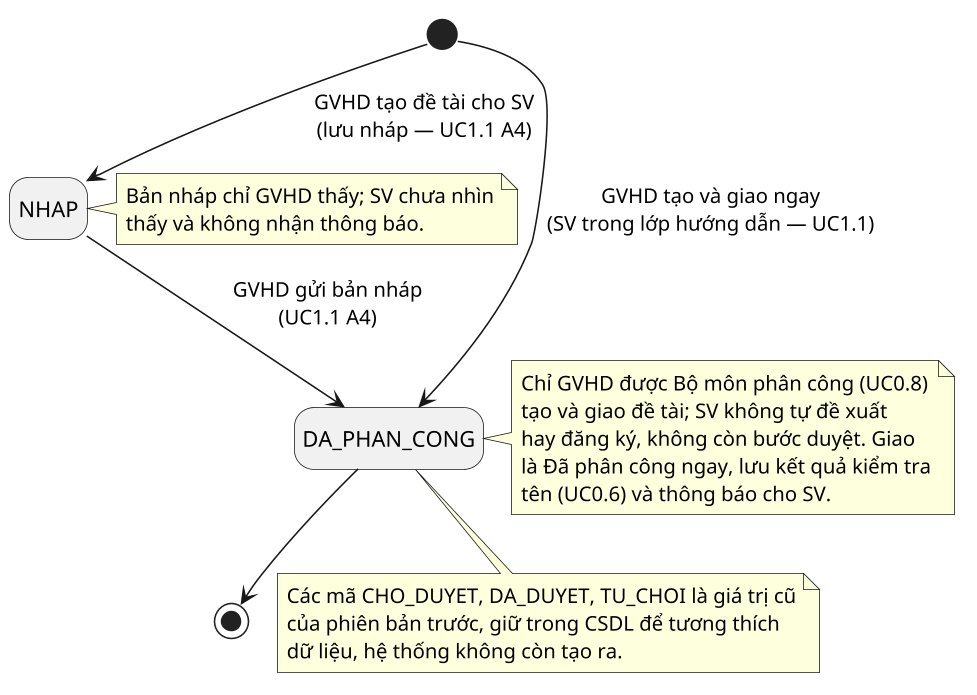 GVHD tạo đề tài cho SV
(lưu nháp — UC1.1 A4)
NHAP
Bản nháp chỉ GVHD thấy; SV chưa nhìn
thấy và không nhận thông báo.
GVHD tạo và giao ngay
(SV trong lớp hướng dẫn — UC1.1)
GVHD gửi bản nháp
(UC1.1 A4)
DA_PHAN_CONG
Chỉ GVHD được Bộ môn phân công (UC0.8)
tạo và giao đề tài; SV không tự đề xuất
hay đăng ký, không còn bước duyệt. Giao
là Đã phân công ngay, lưu kết quả kiểm tra
tên (UC0.6) và thông báo cho SV.
Các mã CHO_DUYET, DA_DUYET, TU_CHOI là giá trị cũ
của phiên bản trước, giữ trong CSDL để tương thích
dữ liệu, hệ thống không còn tạo ra.